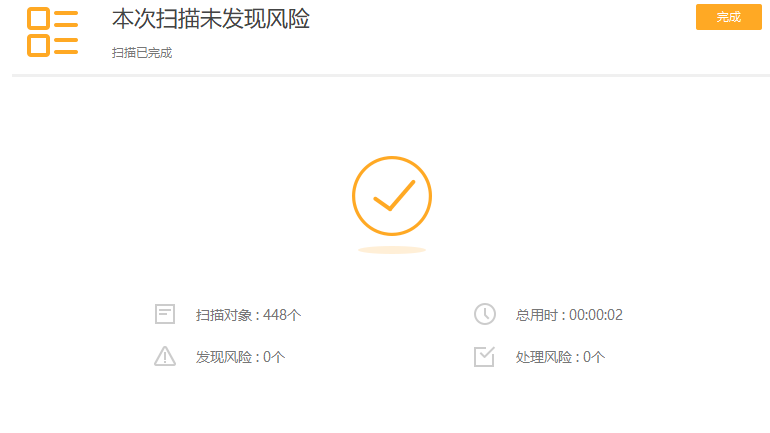 本次扫描未发现风险
完成
扫描已完成
扫描对象 : 448个
总用时 : 00:00:02
发现风险 : 0个
处理风险 : 0个